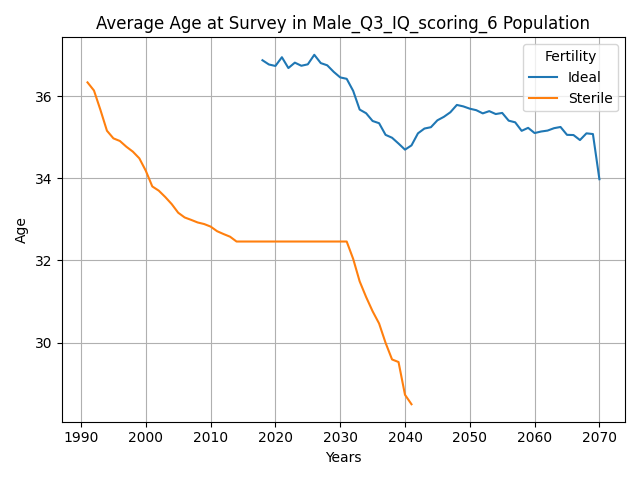 Average Age at Survey in Male_Q3_IQ_scoring_6 Population
Fertility
Ideal
Sterile
36
34
32
30
Age
1990 2000 2010 2020 2030 2040 2050 2060 2070
Years